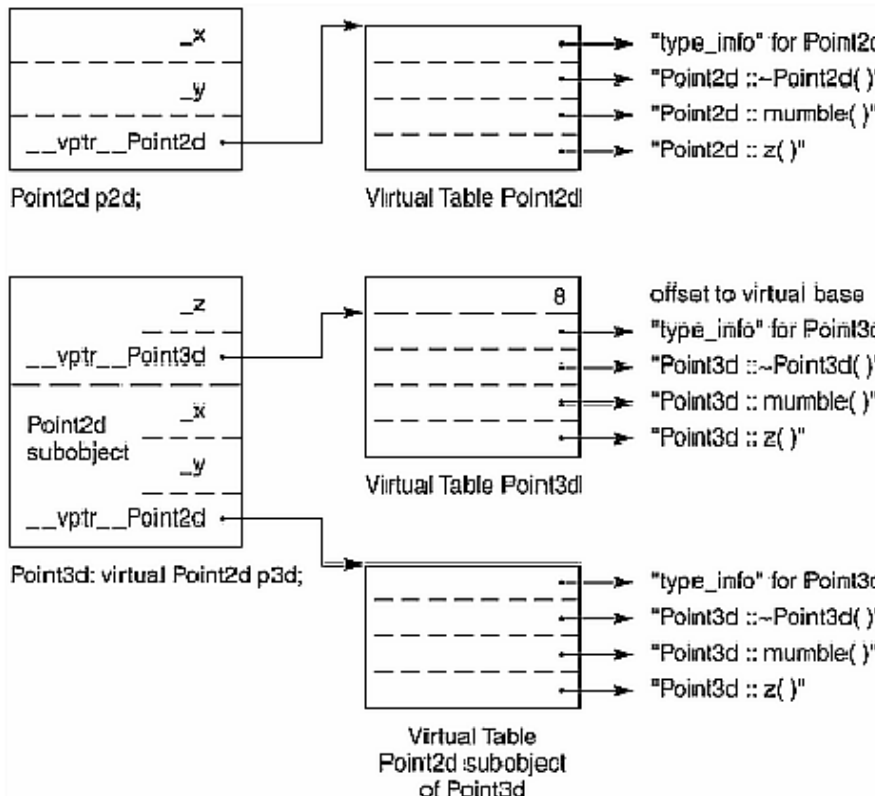 _x
_y
__vptr__Point2d
Point2d p2d;
"type_info" for Point2d
"Point2d ::~Point2d( )"
"Point2d :: mumble( )"
"Point2d :: z( )"
Virtual Table Point2d
_z
__vptr__Point3d
Point2d
subobject
_x
_y
__vptr__Point2d
Point3d: virtual Point2d p3d;
8
offset to virtual base
"type_info" for Point3d
"Point3d ::~Point3d( )"
"Point3d :: mumble( )"
"Point3d :: z( )"
Virtual Table Point3d
"type_info" for Point3d
"Point3d ::~Point3d( )"
"Point3d :: mumble( )"
"Point3d :: z( )"
Virtual Table
Point2d subobject
of Point3d